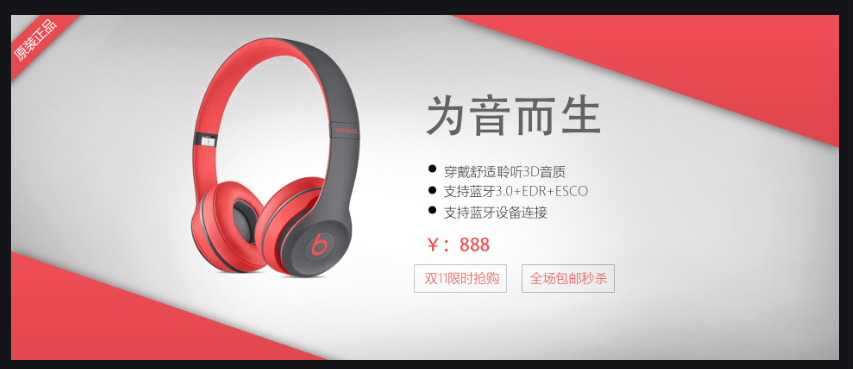 原装正品
为音而生
穿戴舒适 聆听3D音质
支持蓝牙3.0+EDR+ESCO
支持蓝牙设备连接
￥：888
双11限时抢购
全场包邮秒杀
b